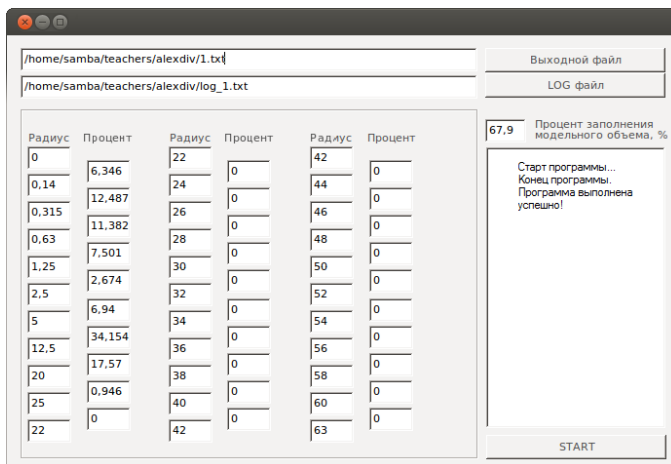 /home/samba/teachers/alexdiv/1.txt
Выходной файл
/home/samba/teachers/alexdiv/log_1.txt
LOG файл
67,9
Процент заполнения
модельного объема, %
Радиус Процент Радиус Процент Радиус Процент
0 22 42
6,346 0 0
0,14 24 44
12,487 0 0
0,315 26 46
11,382 0 0
0,63 28 48
7,501 0 0
1,25 30 50
2,674 0 0
2,5 32 52
6,94 0 0
5 34 54
34,154 0 0
12,5 36 56
17,57 0 0
20 38 58
0,946 0 0
25 40 60
0 0 0
22 42 63
Старт программы...
Конец программы.
Программа выполнена
успешно!
START